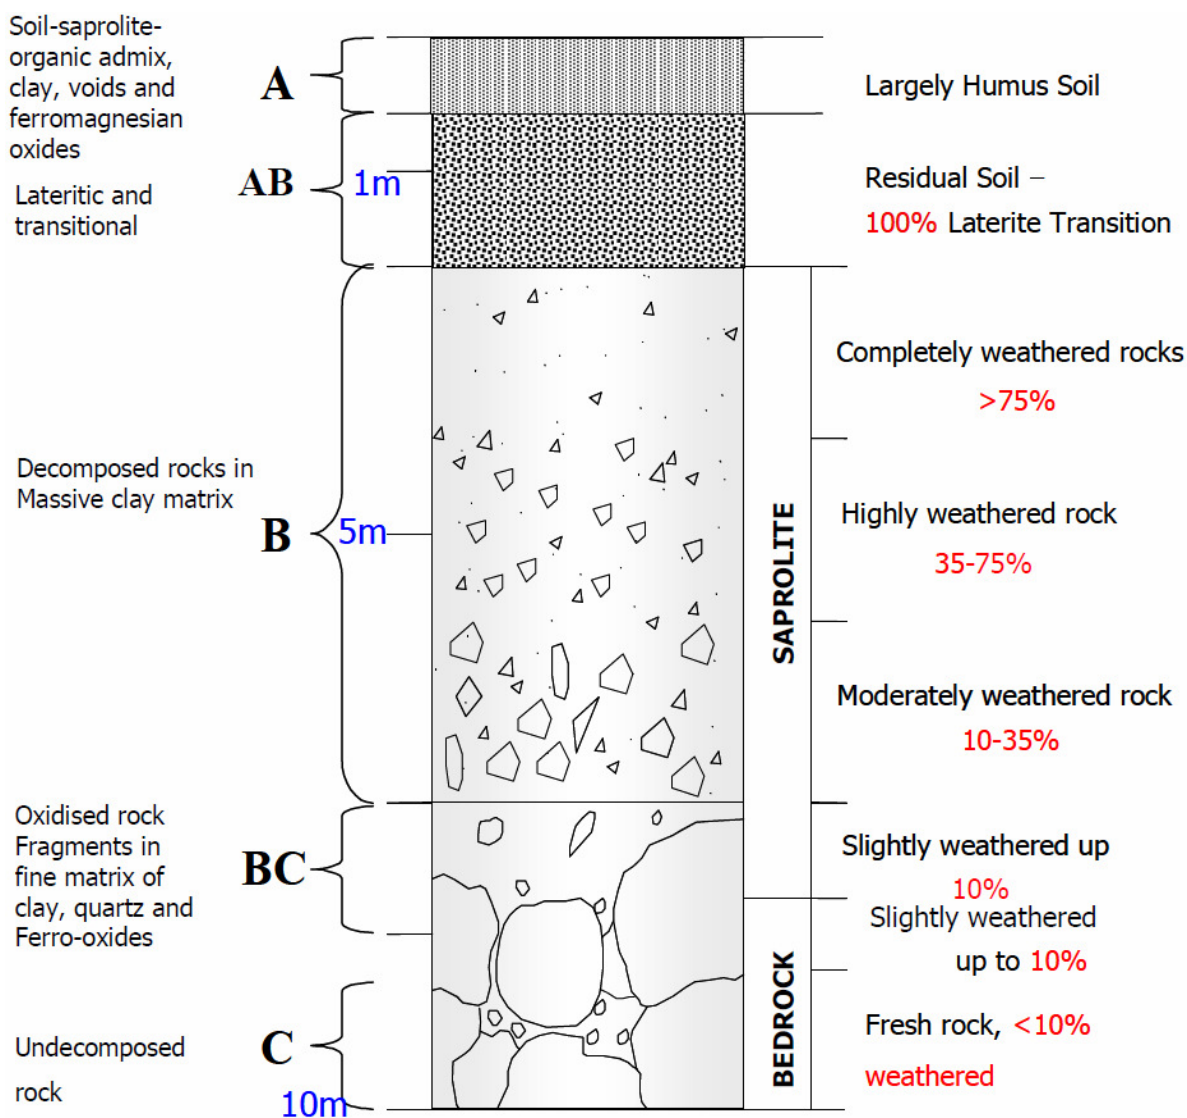 Soil-saprolite-
organic admix,
clay, voids and
ferromagnesian
oxides
A
Largely Humus Soil
Lateritic and
transitional
AB
1m
Residual Soil –
100% Laterite Transition
Completely weathered rocks
>75%
Decomposed rocks in
Massive clay matrix
B
5m
SAPROLITE
Highly weathered rock
35-75%
Moderately weathered rock
10-35%
Oxidised rock
Fragments in
fine matrix of
clay, quartz and
Ferro-oxides
BC
Slightly weathered up
10%
Slightly weathered
up to 10%
BEDROCK
Undecomposed
rock
C
10m
Fresh rock, <10%
weathered